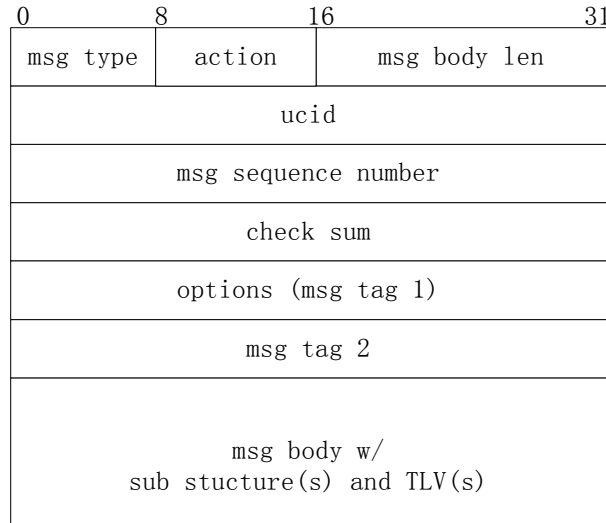 0 8 16 31
msg type action msg body len
ucid
msg sequence number
check sum
options (msg tag 1)
msg tag 2
msg body w/
sub stucture(s) and TLV(s)